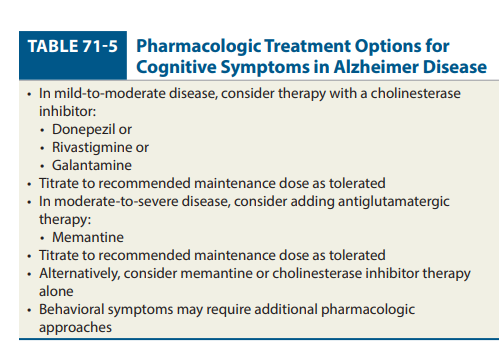 TABLE 71-5 Pharmacologic Treatment Options for
Cognitive Symptoms in Alzheimer Disease
• In mild-to-moderate disease, consider therapy with a cholinesterase
inhibitor:
• Donepezil or
• Rivastigmine or
• Galantamine
• Titrate to recommended maintenance dose as tolerated
• In moderate-to-severe disease, consider adding antiglutamatergic
therapy:
• Memantine
• Titrate to recommended maintenance dose as tolerated
• Alternatively, consider memantine or cholinesterase inhibitor therapy
alone
• Behavioral symptoms may require additional pharmacologic
approaches